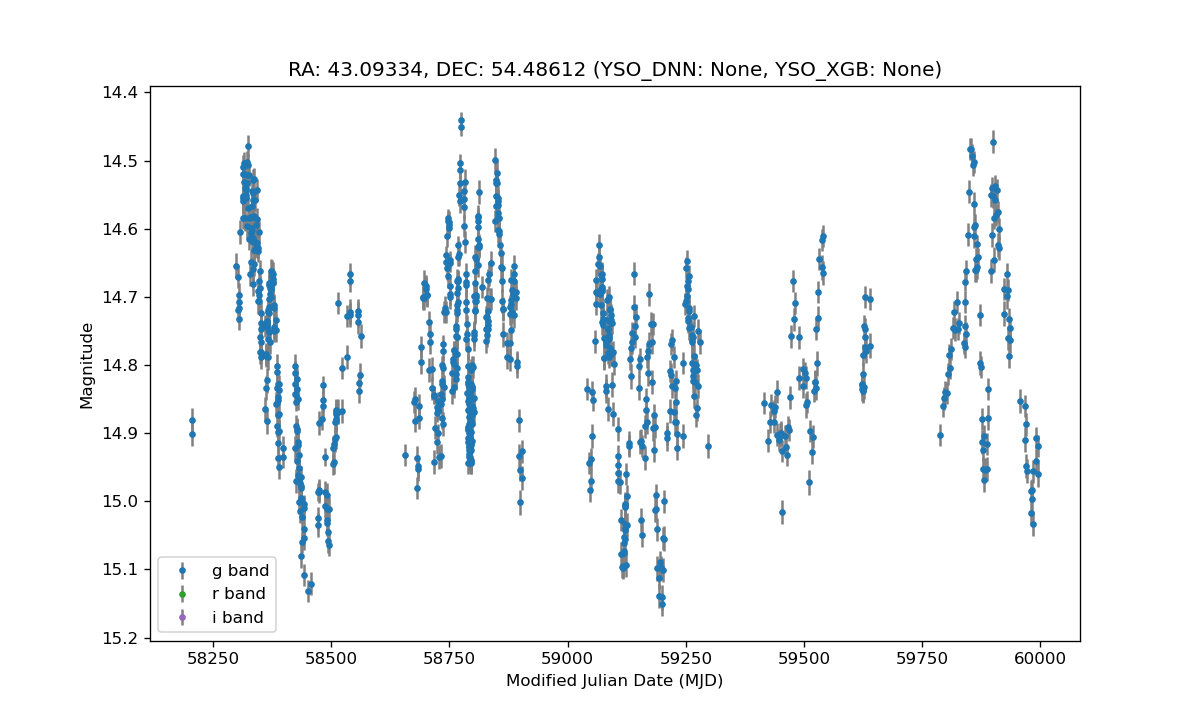 RA: 43.09334, DEC: 54.48612 (YSO_DNN: None, YSO_XGB: None)
14.4
14.5
14.6
14.7
14.8
14.9
15.0
15.1
15.2
Magnitude
g band
r band
i band
58250 58500 58750 59000 59250 59500 59750 60000
Modified Julian Date (MJD)